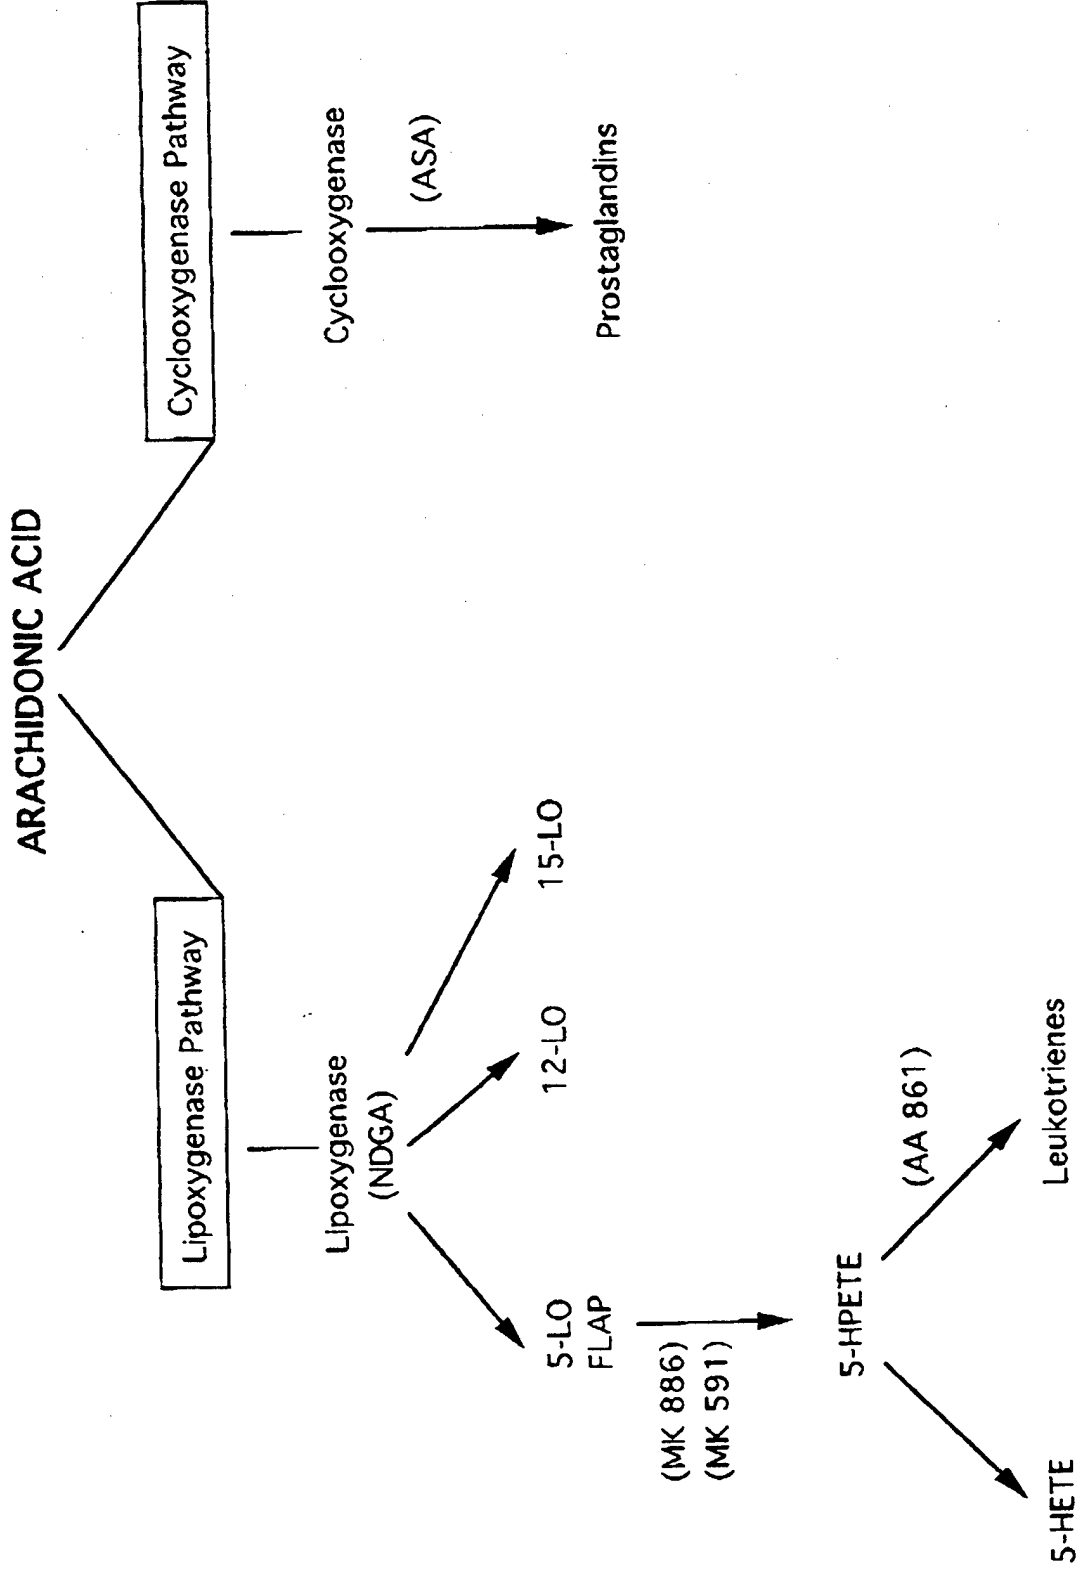 ARACHIDONIC ACID
Lipoxygenase Pathway
Cyclooxygenase Pathway
Lipoxygenase
(NDGA)
Cyclooxygenase
(ASA)
5-LO
FLAP
12-LO
15-LO
Prostaglandins
(MK 886)
(MK 591)
5-HPETE
(AA 861)
5-HETE
Leukotrienes